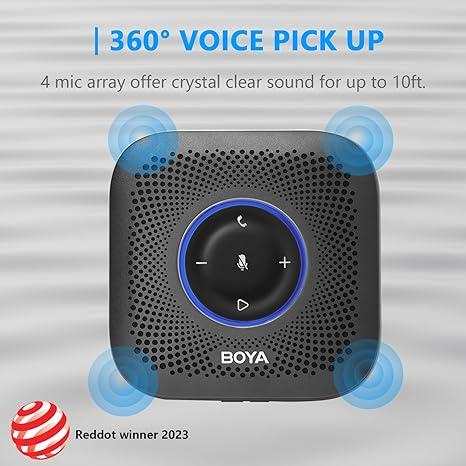 | 360° VOICE PICK UP
4 mic array offer crystal clear sound for up to 10ft.
− +
BOYA
Reddot winner 2023